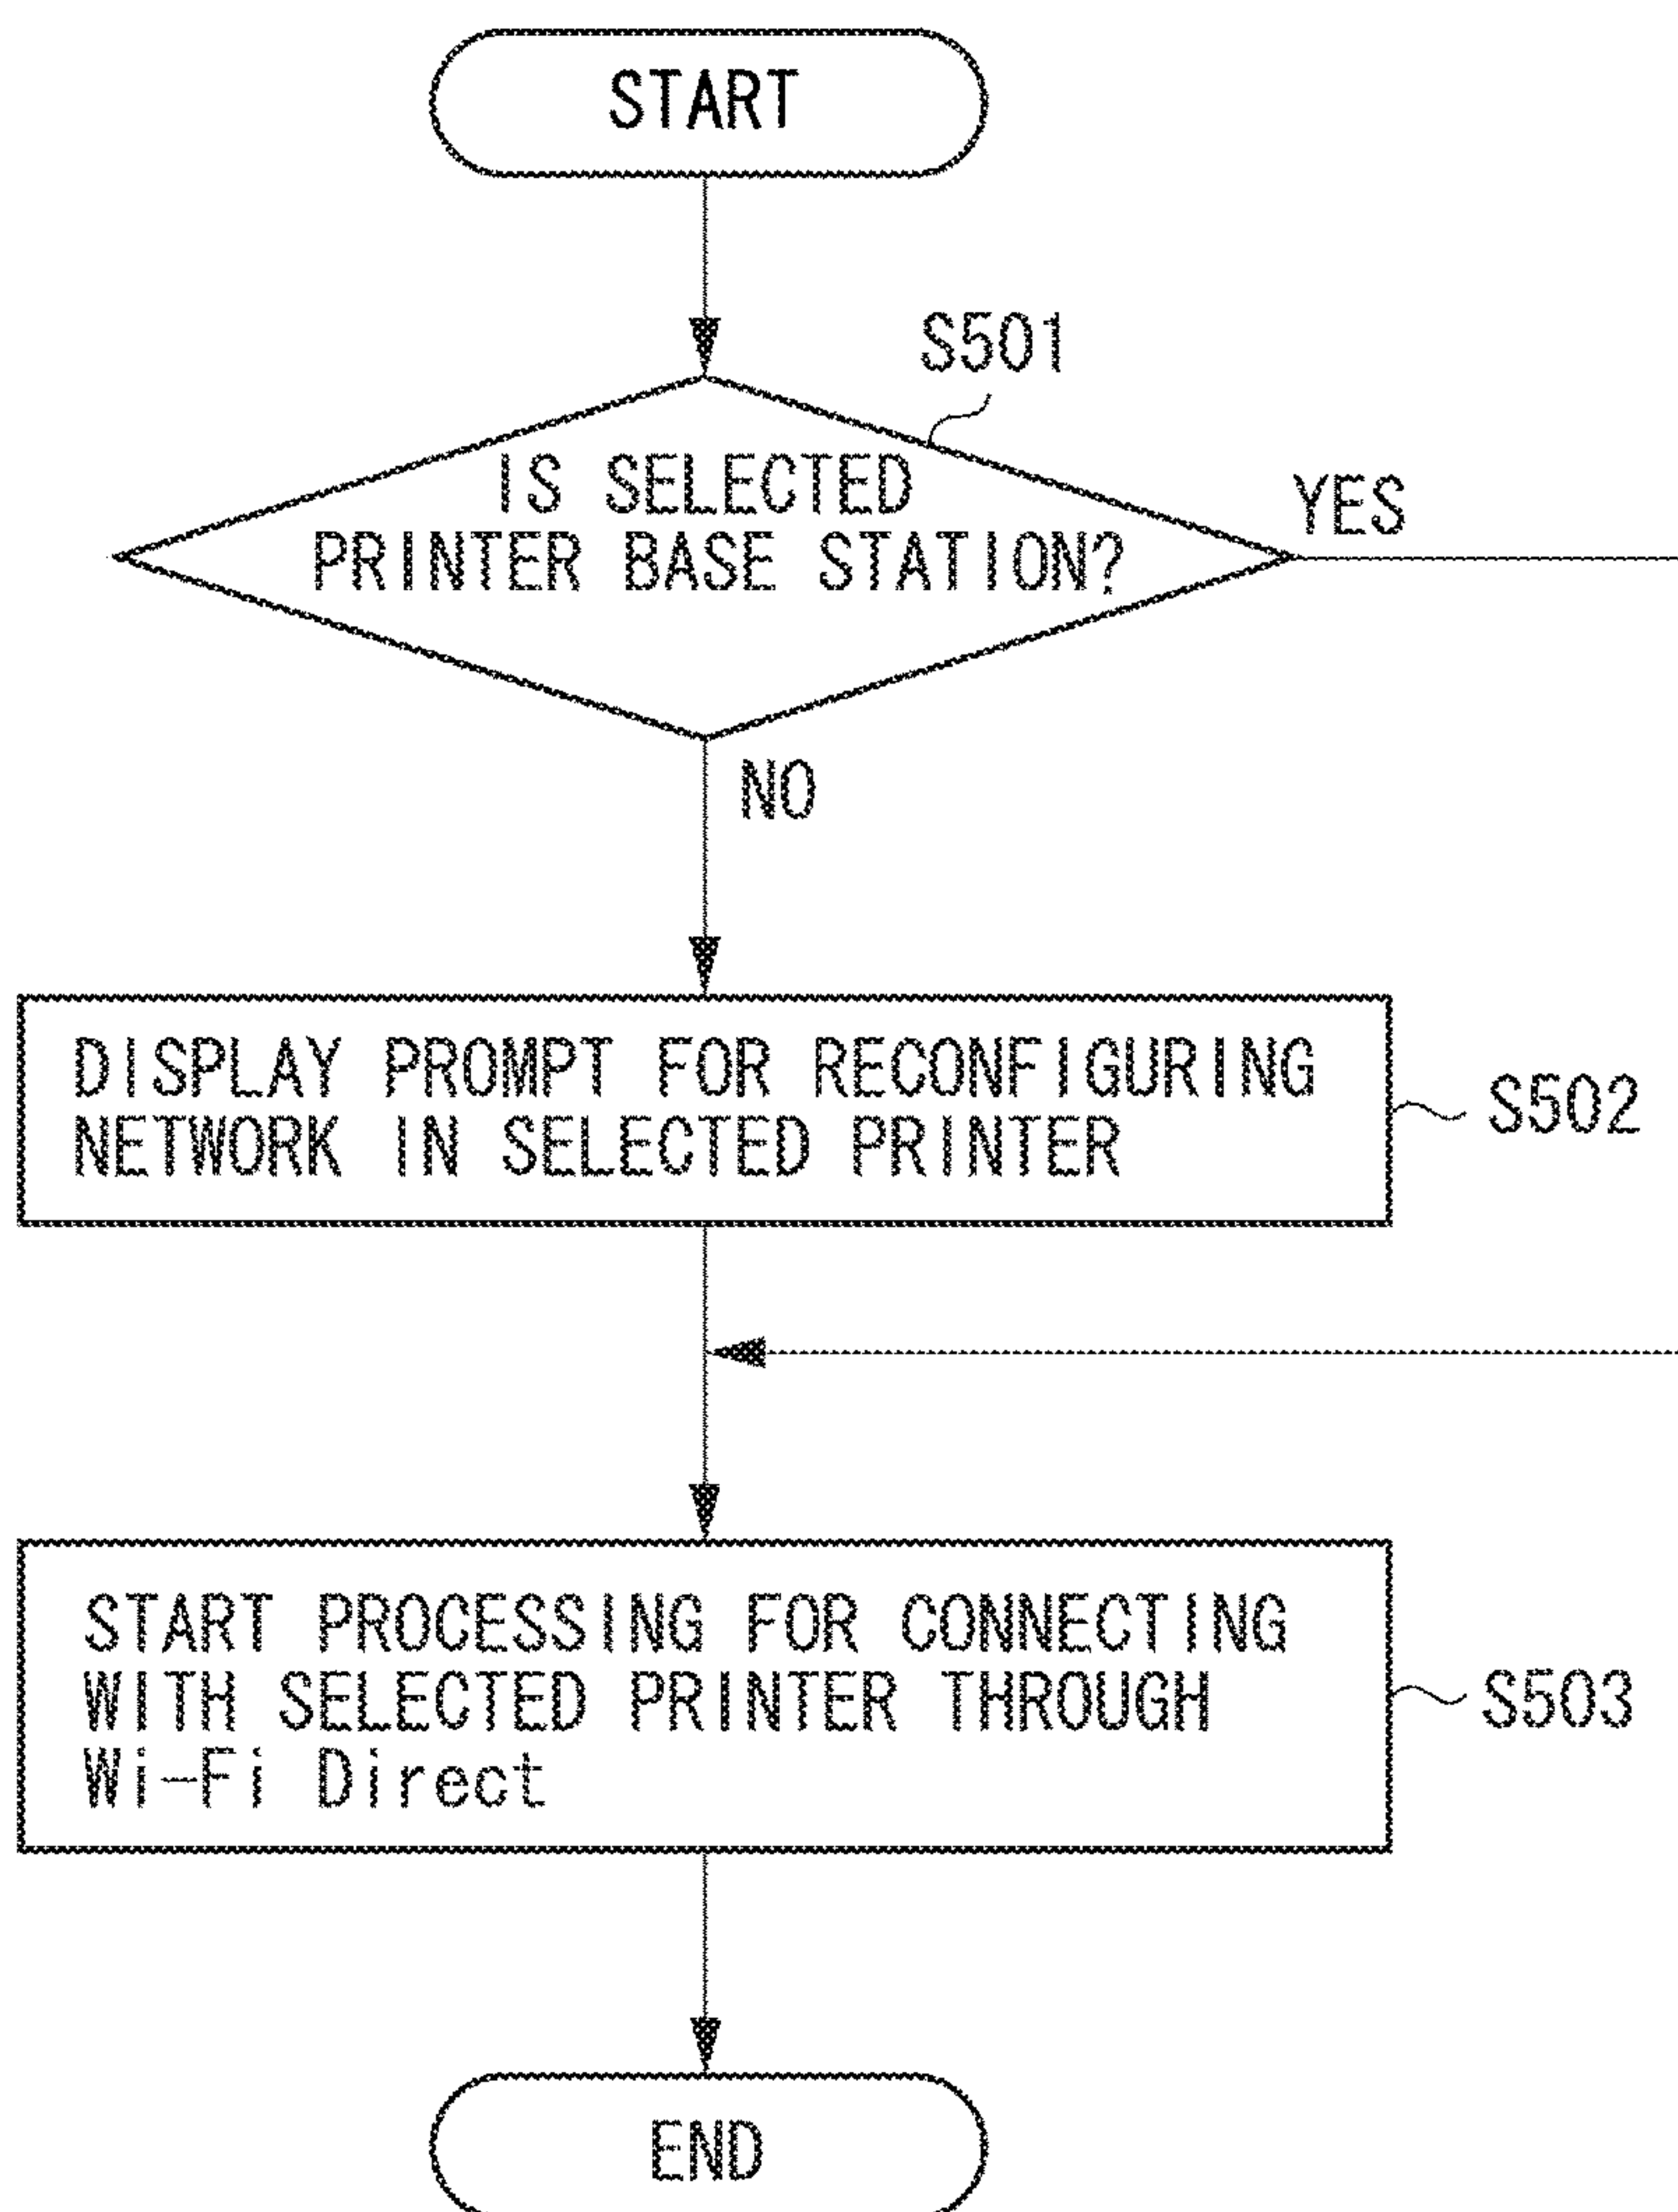 START
S501
IS SELECTED
PRINTER BASE STATION?
YES
NO
DISPLAY PROMPT FOR RECONFIGURING
NETWORK IN SELECTED PRINTER
S502
START PROCESSING FOR CONNECTING
WITH SELECTED PRINTER THROUGH
Wi-Fi Direct
S503
END